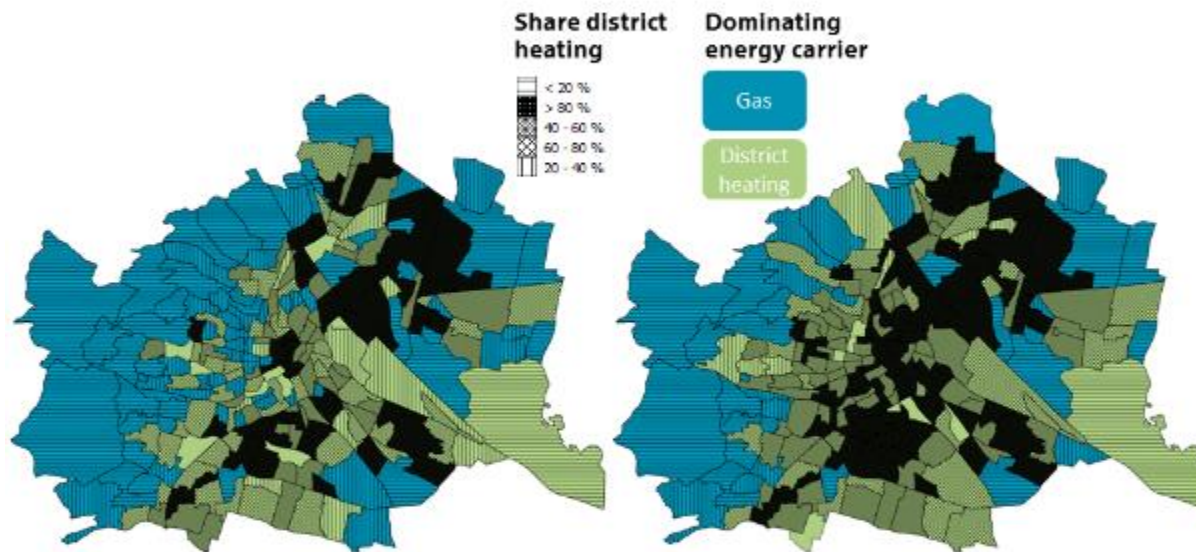 Share district
heating
< 20 %
> 80 %
40 - 60 %
60 - 80 %
20 - 40 %
Dominating
energy carrier
Gas
District
heating